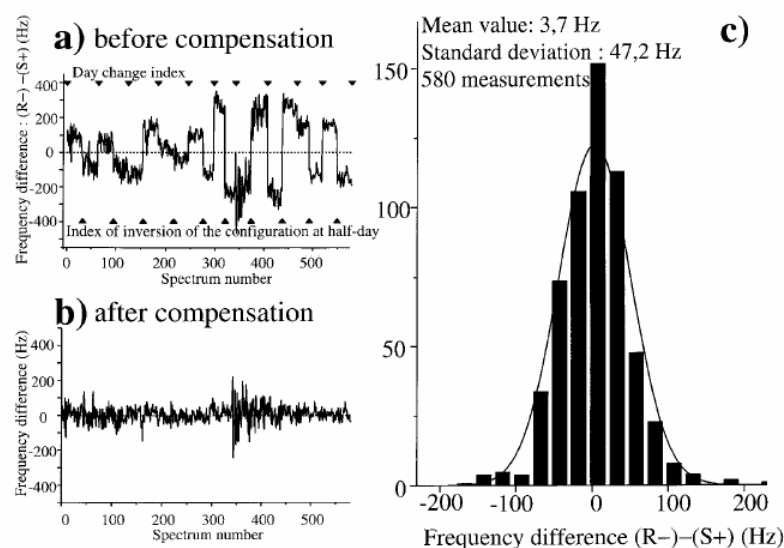 a) before compensation
Day change index
Frequency difference : (R−) −(S+) (Hz)
400
200
0
-200
-400
Index of inversion of the configuration at half-day
0 100 200 300 400 500
Spectrum number
b) after compensation
Frequency difference (Hz)
400
200
0
-200
-400
0 100 200 300 400 500
Spectrum number
c)
Mean value: 3,7 Hz
Standard deviation : 47,2 Hz
580 measurements
150
100
50
0
-200 -100 0 100 200
Frequency difference (R−)−(S+) (Hz)